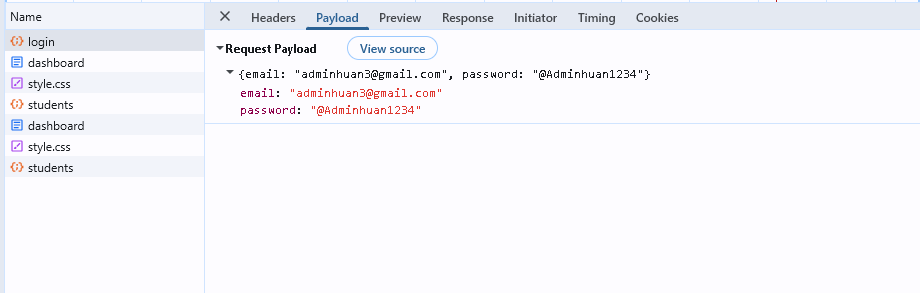 Name
login
dashboard
style.css
students
dashboard
style.css
students
Headers Payload Preview Response Initiator Timing Cookies
Request Payload View source
{email: "adminhuan3@gmail.com", password: "@Adminhuan1234"}
email: "adminhuan3@gmail.com"
password: "@Adminhuan1234"